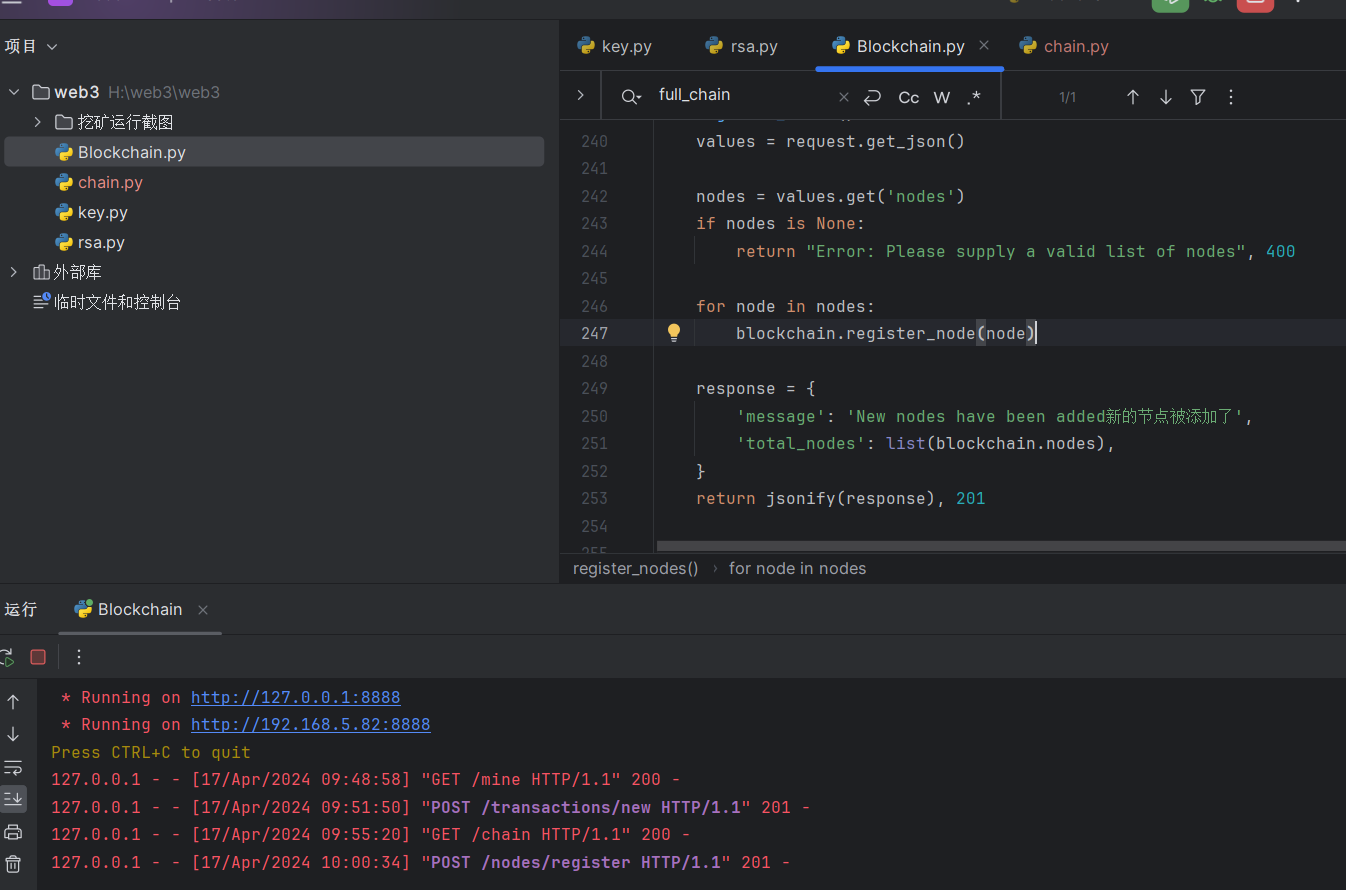 项目
web3 H:\web3\web3
挖矿运行截图
Blockchain.py
chain.py
key.py
rsa.py
外部库
临时文件和控制台
key.py rsa.py Blockchain.py chain.py
full_chain Cc W .* 1/1
240 values = request.get_json()
241
242 nodes = values.get('nodes')
243 if nodes is None:
244 return "Error: Please supply a valid list of nodes", 400
245
246 for node in nodes:
247 blockchain.register_node(node)
248
249 response = {
250 'message': 'New nodes have been added新的节点被添加了',
251 'total_nodes': list(blockchain.nodes),
252 }
253 return jsonify(response), 201
254
255
register_nodes() › for node in nodes
运行 Blockchain
* Running on http://127.0.0.1:8888
* Running on http://192.168.5.82:8888
Press CTRL+C to quit
127.0.0.1 - - [17/Apr/2024 09:48:58] "GET /mine HTTP/1.1" 200 -
127.0.0.1 - - [17/Apr/2024 09:51:50] "POST /transactions/new HTTP/1.1" 201 -
127.0.0.1 - - [17/Apr/2024 09:55:20] "GET /chain HTTP/1.1" 200 -
127.0.0.1 - - [17/Apr/2024 10:00:34] "POST /nodes/register HTTP/1.1" 201 -